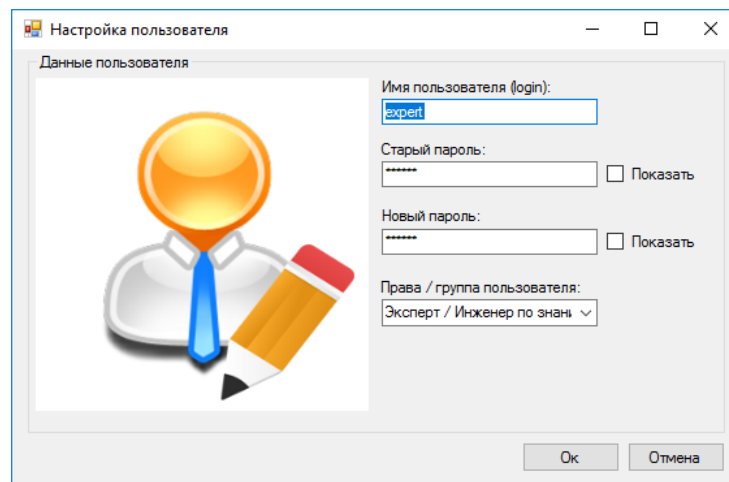 Настройка пользователя
Данные пользователя
Имя пользователя (login):
expert
Старый пароль:
****** Показать
Новый пароль:
****** Показать
Права / группа пользователя:
Эксперт / Инженер по знани
Ок Отмена